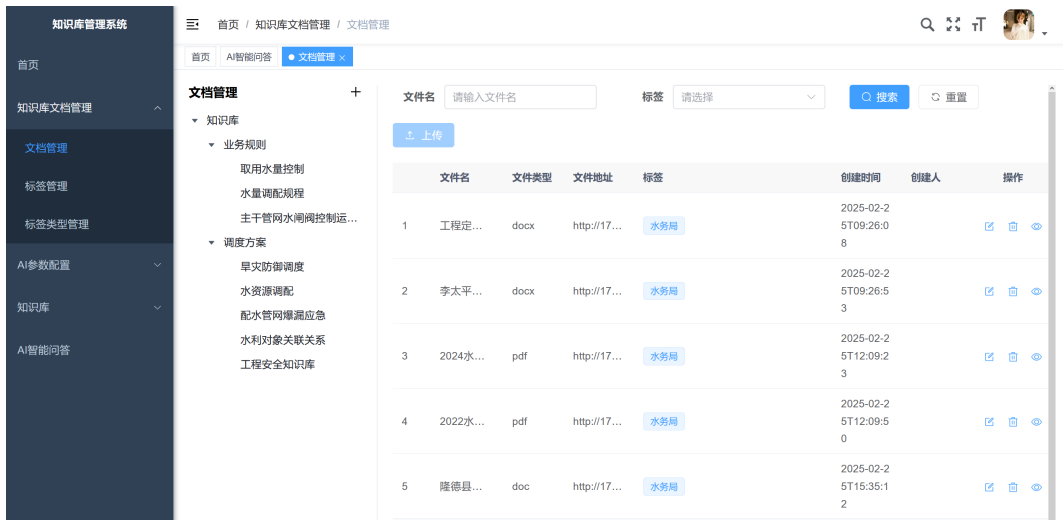 知识库管理系统
首页 / 知识库文档管理 / 文档管理
首页
知识库文档管理
文档管理
标签管理
标签类型管理
AI参数配置
知识库
AI智能问答
首页
AI智能问答
文档管理 ×
文档管理 +
知识库
业务规则
取用水量控制
水量调配规程
主干管网水闸阀控制运...
调度方案
旱灾防御调度
水资源调配
配水管网爆漏应急
水利对象关联关系
工程安全知识库
文件名 请输入文件名 标签 请选择 搜索 重置
上传
文件名 文件类型 文件地址 标签 创建时间 创建人 操作
1 工程定... docx http://17... 水务局 2025-02-2
5T09:26:0
8
2 李太平... docx http://17... 水务局 2025-02-2
5T09:26:5
3
3 2024水... pdf http://17... 水务局 2025-02-2
5T12:09:2
3
4 2022水... pdf http://17... 水务局 2025-02-2
5T12:09:5
0
5 隆德县... doc http://17... 水务局 2025-02-2
5T15:35:1
2